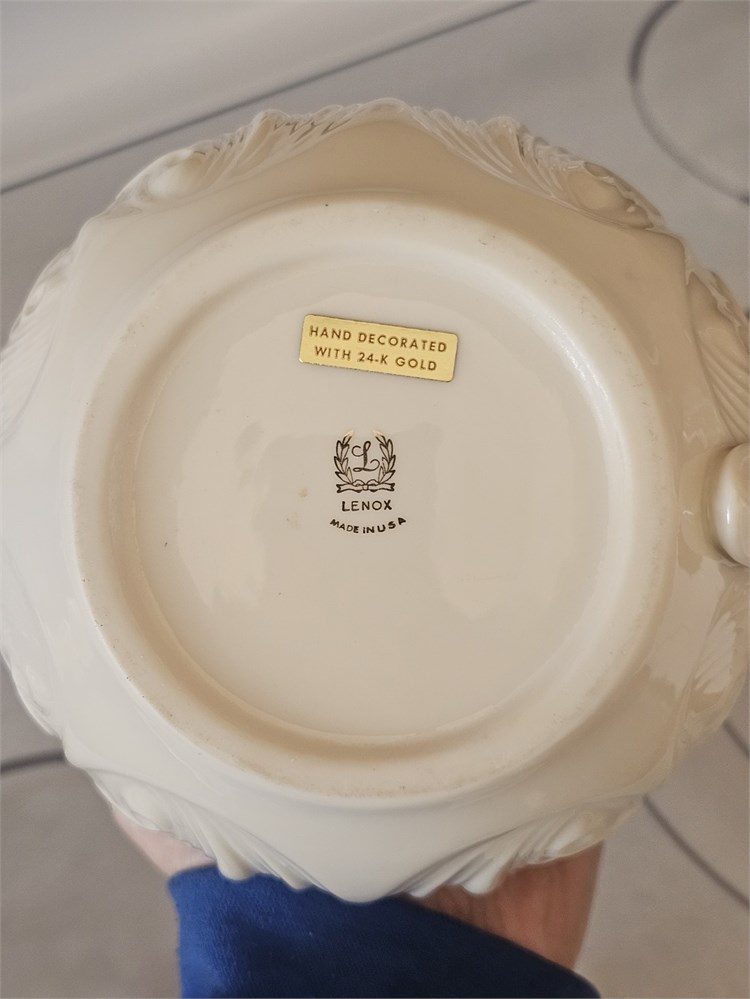 HAND DECORATED
WITH 24-K GOLD
L
LENOX
MADE IN USA